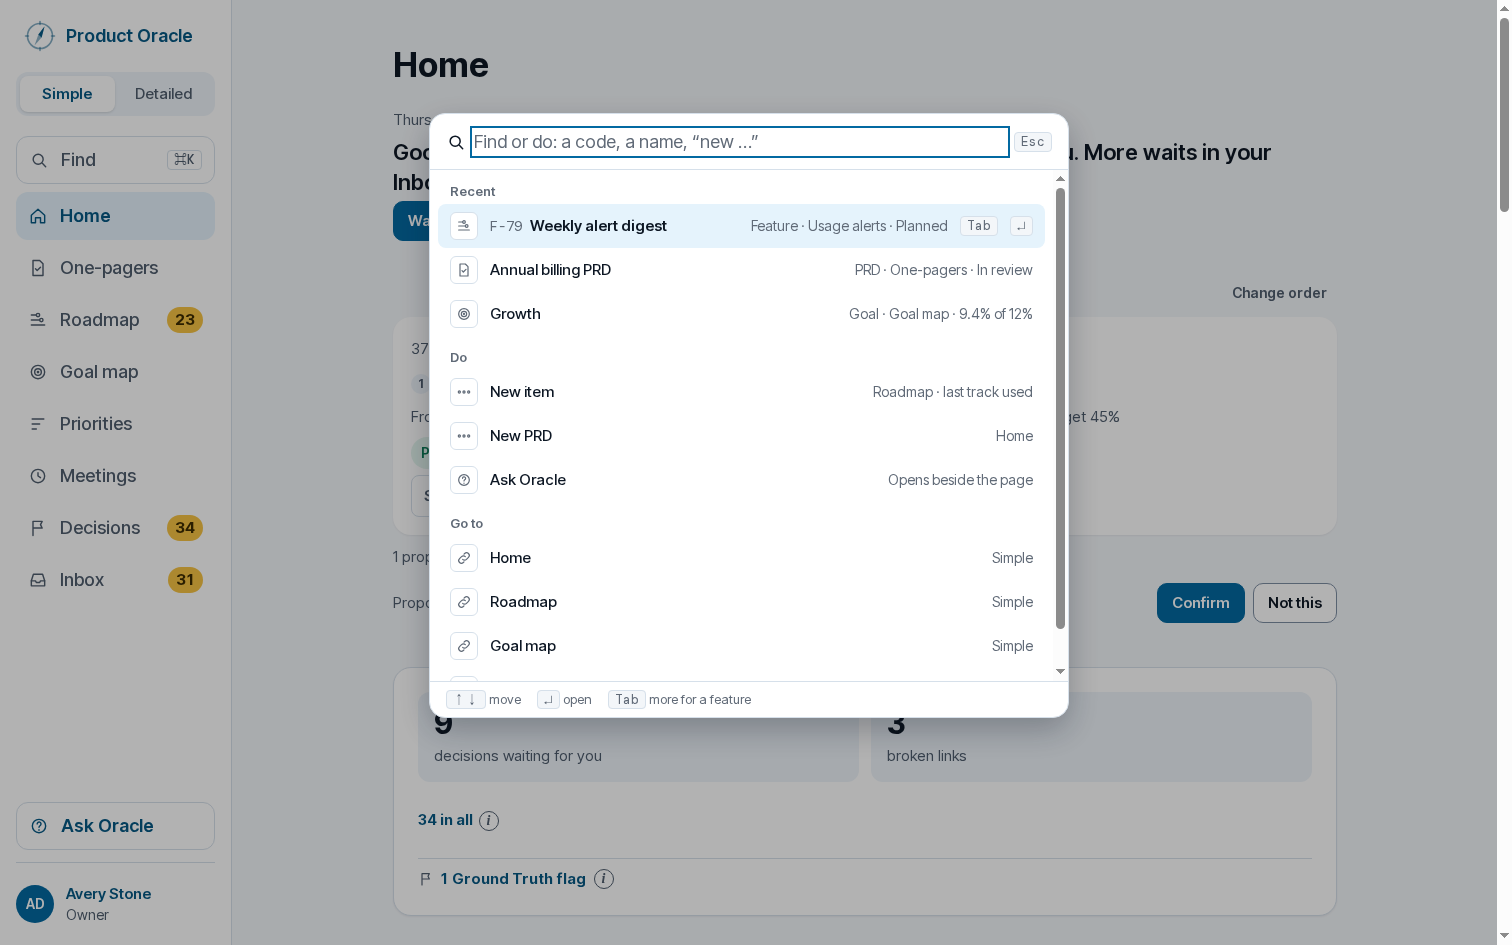 Product Oracle
Simple
Detailed
Find
⌘K
Home
One-pagers
Roadmap
23
Goal map
Priorities
Meetings
Decisions
34
Inbox
31
Ask Oracle
AD
Avery Stone
Owner
Home
Find or do: a code, a name, “new …”
Esc
u. More waits in your
Recent
F-79 Weekly alert digest
Feature · Usage alerts · Planned
Tab
↵
Annual billing PRD
PRD · One-pagers · In review
Growth
Goal · Goal map · 9.4% of 12%
Do
New item
Roadmap · last track used
New PRD
Home
Ask Oracle
Opens beside the page
Go to
Home
Simple
Roadmap
Simple
Goal map
Simple
↑ ↓ move
↵ open
Tab more for a feature
Change order
37
1
get 45%
1 prop
Propo
Confirm
Not this
9
decisions waiting for you
3
broken links
34 in all
i
1 Ground Truth flag
i